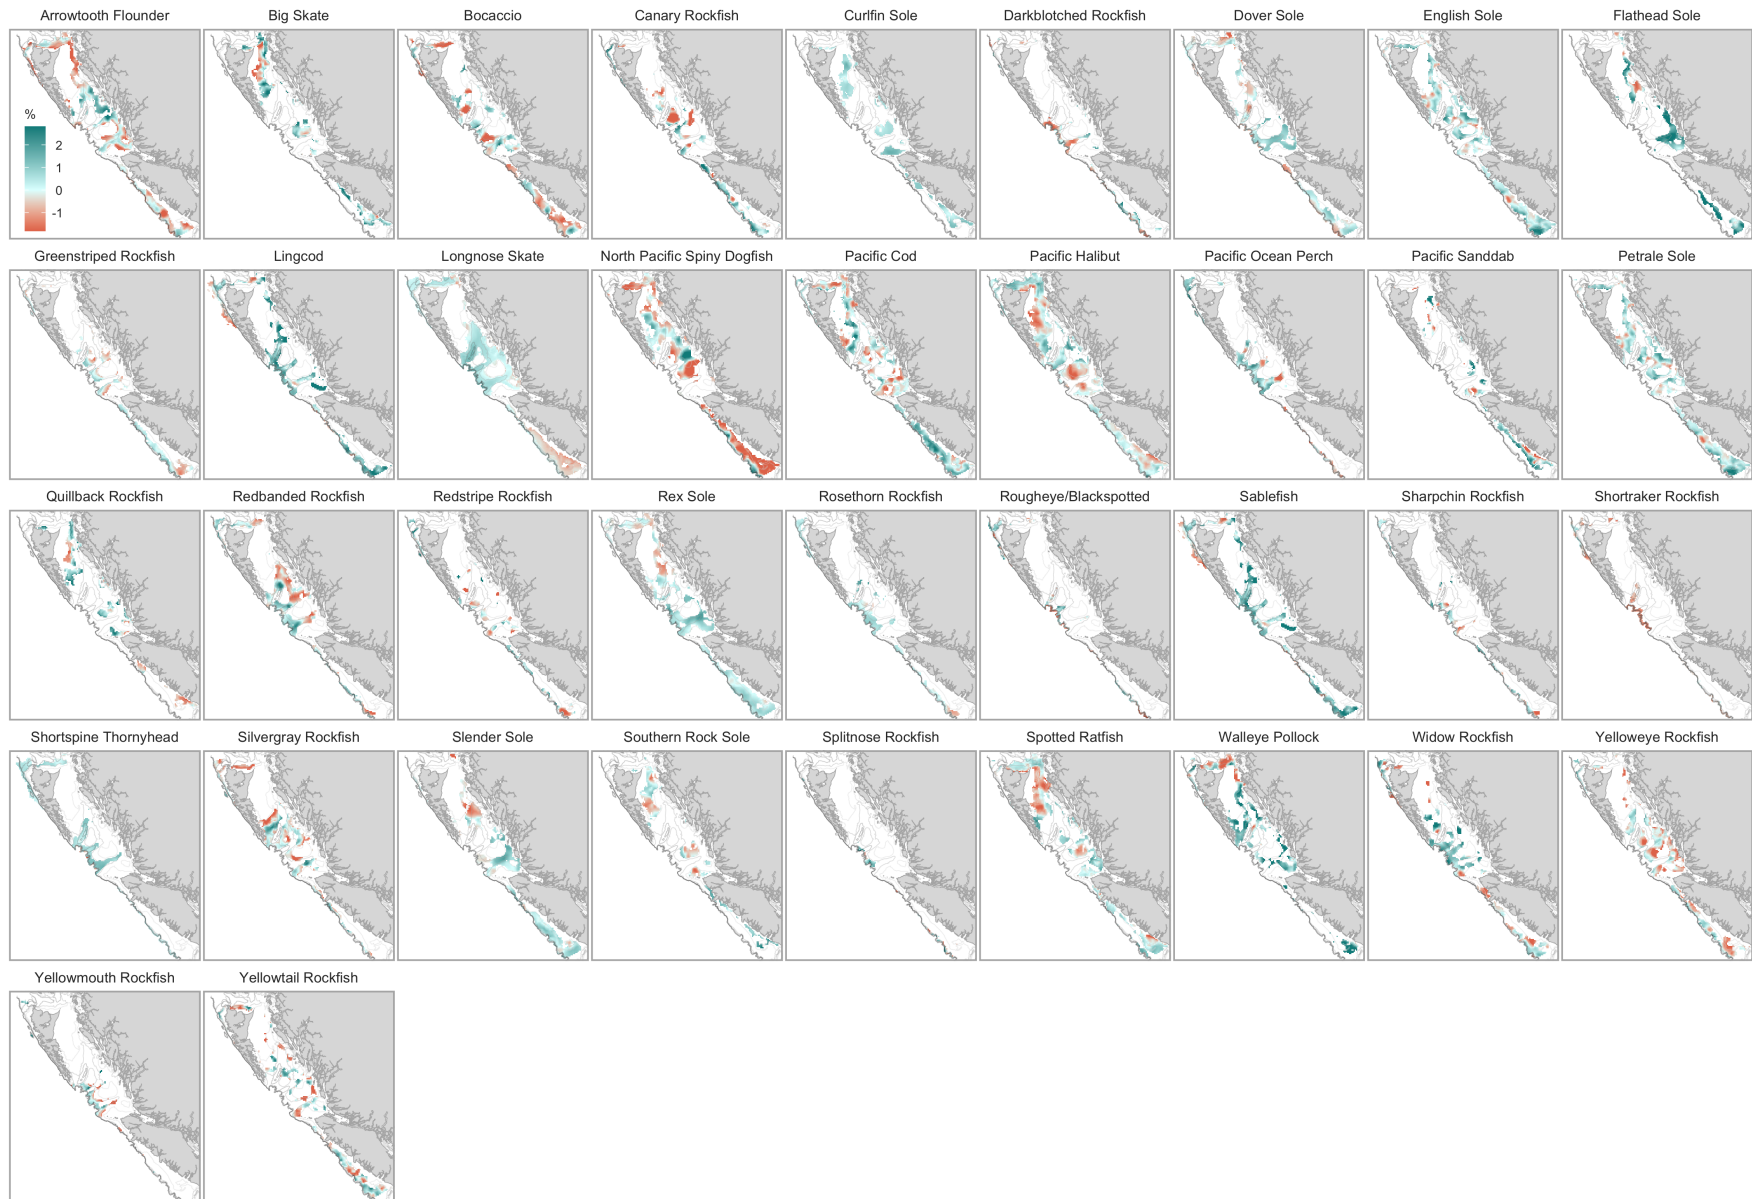 Arrowtooth Flounder
Big Skate
Bocaccio
Canary Rockfish
Curlfin Sole
Darkblotched Rockfish
Dover Sole
English Sole
Flathead Sole
%
2
1
0
-1
Greenstriped Rockfish
Lingcod
Longnose Skate
North Pacific Spiny Dogfish
Pacific Cod
Pacific Halibut
Pacific Ocean Perch
Pacific Sanddab
Petrale Sole
Quillback Rockfish
Redbanded Rockfish
Redstripe Rockfish
Rex Sole
Rosethorn Rockfish
Rougheye/Blackspotted
Sablefish
Sharpchin Rockfish
Shortraker Rockfish
Shortspine Thornyhead
Silvergray Rockfish
Slender Sole
Southern Rock Sole
Splitnose Rockfish
Spotted Ratfish
Walleye Pollock
Widow Rockfish
Yelloweye Rockfish
Yellowmouth Rockfish
Yellowtail Rockfish